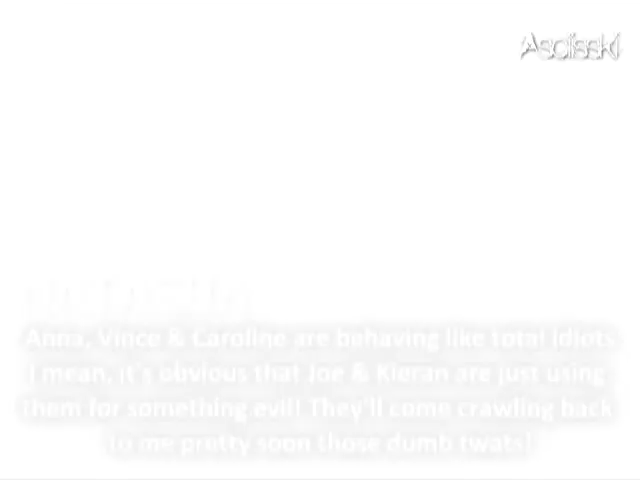 Asdfsski
Anna, Vince & Caroline are behaving like total idiots
I mean, it's obvious that Joe & Kieran are just using
them for something evil! They'll come crawling back
to me pretty soon those dumb twats!